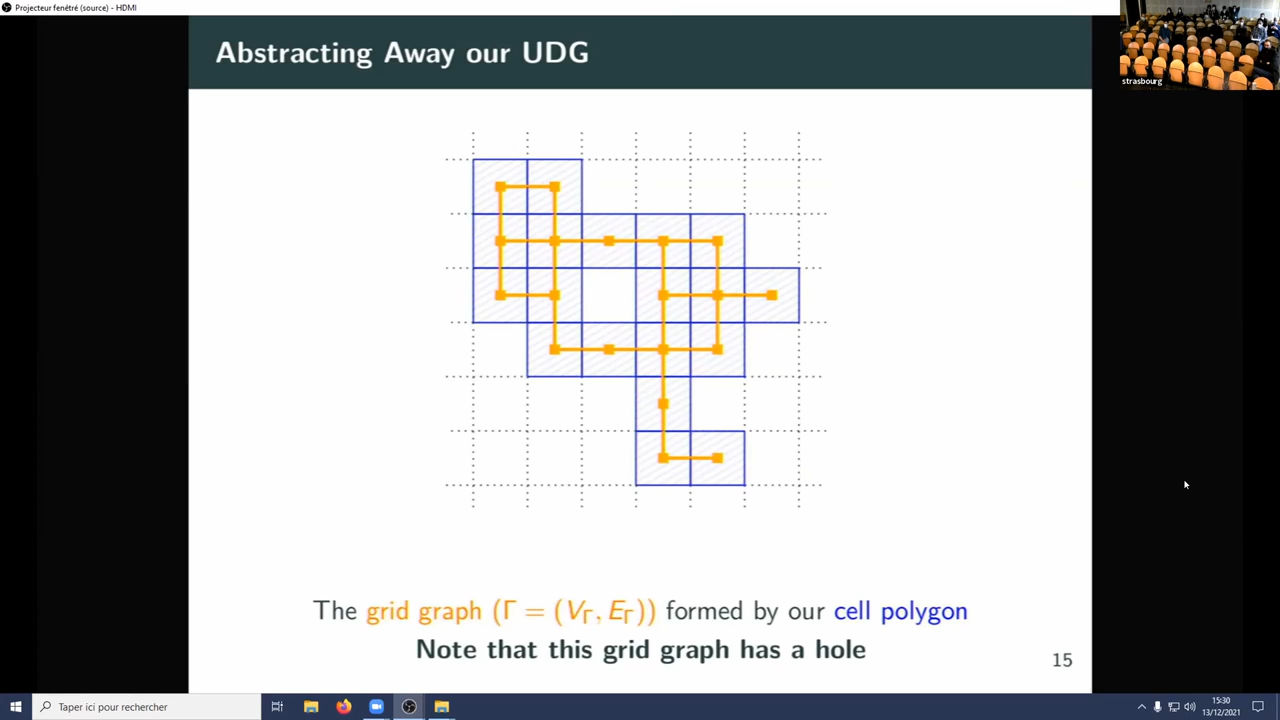 Projecteur fenêtré (source) - HDMI
Abstracting Away our UDG
strasbourg
The grid graph (Γ = (V_Γ, E_Γ)) formed by our cell polygon
Note that this grid graph has a hole
15
Taper ici pour rechercher
15:30
13/12/2021